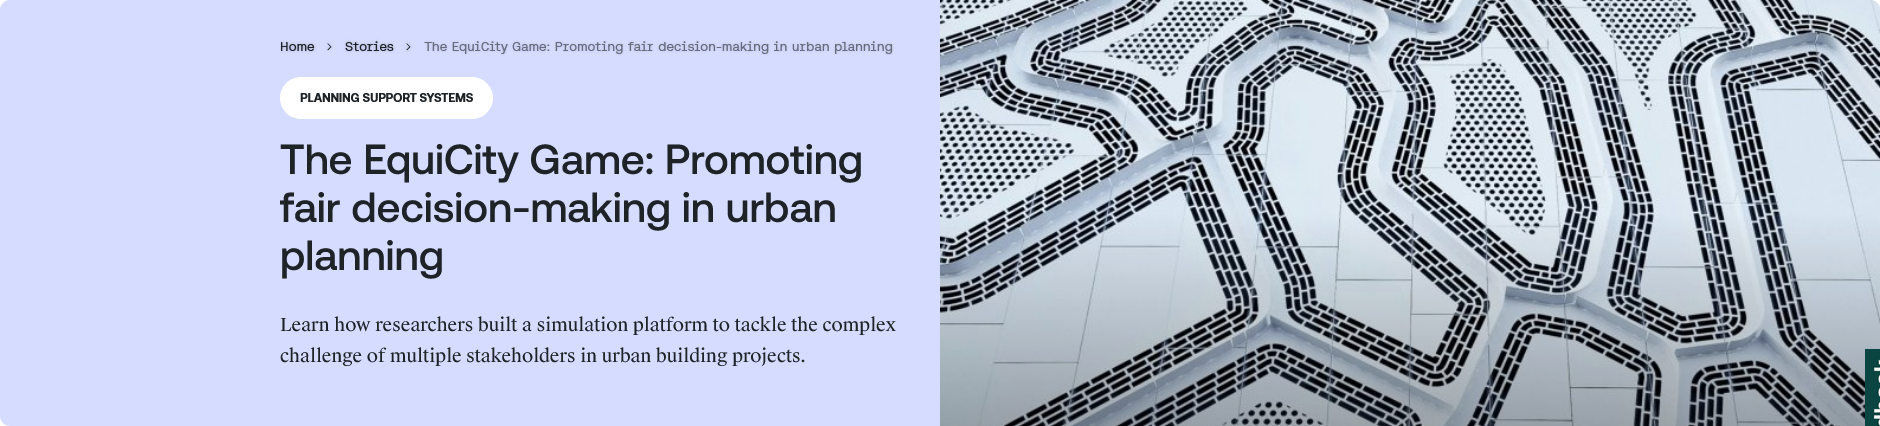 Home > Stories > The EquiCity Game: Promoting fair decision-making in urban planning
PLANNING SUPPORT SYSTEMS
The EquiCity Game: Promoting
fair decision-making in urban
planning
Learn how researchers built a simulation platform to tackle the complex
challenge of multiple stakeholders in urban building projects.